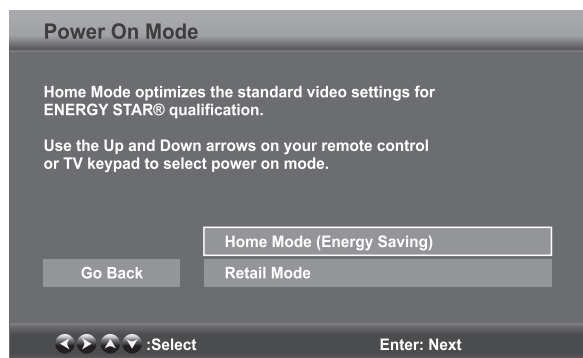 Power On Mode
Home Mode optimizes the standard video settings for
ENERGY STAR® qualification.
Use the Up and Down arrows on your remote control
or TV keypad to select power on mode.
Home Mode (Energy Saving)
Go Back
Retail Mode
:Select
Enter: Next